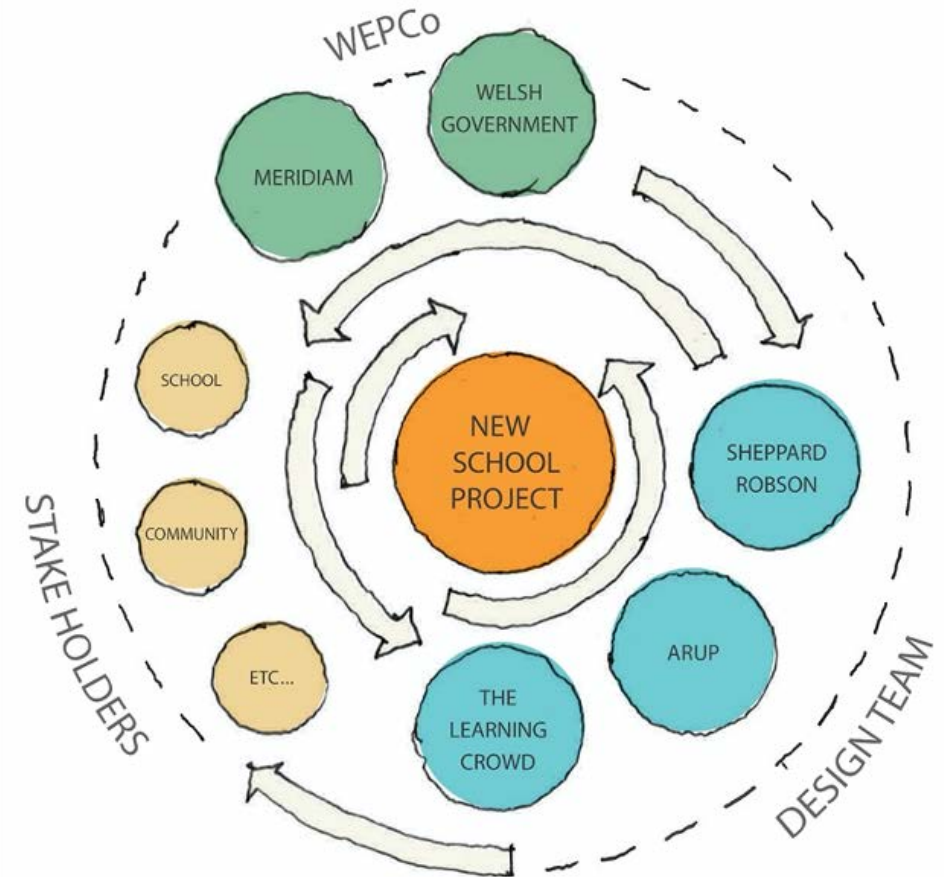 WEPCo
WELSH
GOVERNMENT
MERIDIAM
SCHOOL
NEW
SCHOOL
PROJECT
SHEPPARD
ROBSON
COMMUNITY
STAKE HOLDERS
ETC...
ARUP
THE
LEARNING
CROWD
DESIGN TEAM